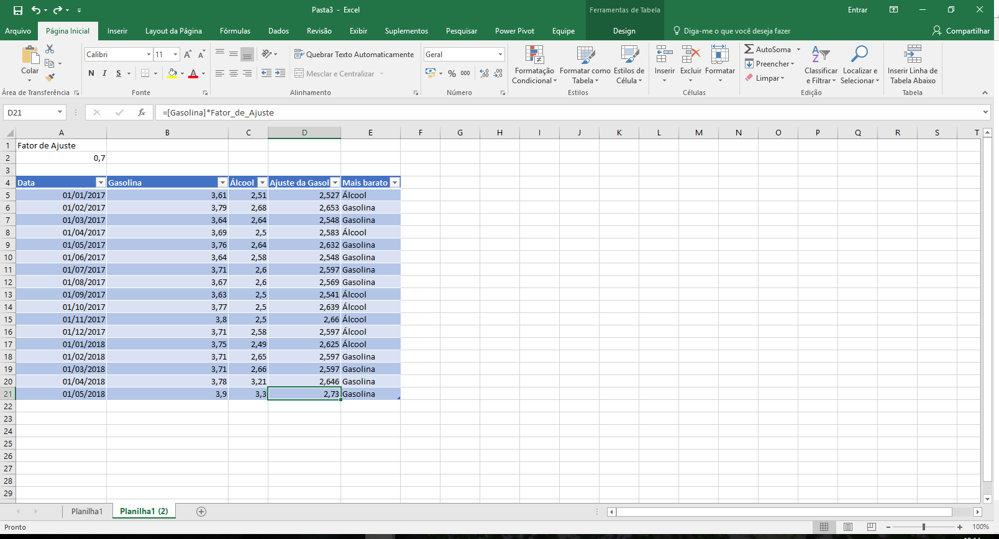 Pasta3 - Excel
Ferramentas de Tabela
Entrar
Arquivo Página Inicial Inserir Layout da Página Fórmulas Dados Revisão Exibir Suplementos Pesquisar Power Pivot Equipe Design Diga-me o que você deseja fazer Compartilhar
Colar
Área de Transferência
Calibri 11
N I S A
Fonte
Quebrar Texto Automaticamente
Mesclar e Centralizar
Alinhamento
Geral
% 000
Número
Formatação Condicional
Formatar como Tabela
Estilos de Célula
Estilos
Inserir Excluir Formatar
Células
AutoSoma
Preencher
Limpar
Classificar e Filtrar
Localizar e Selecionar
Edição
Inserir Linha de Tabela Abaixo
Tabela
D21 fx =[Gasolina]*Fator_de_Ajuste
A B C D E F G H I J K L M N O P Q R S T
1 Fator de Ajuste
2 0,7
3
4 Data Gasolina Álcool Ajuste da Gasol Mais barato
5 01/01/2017 3,61 2,51 2,527 Álcool
6 01/02/2017 3,79 2,68 2,653 Gasolina
7 01/03/2017 3,64 2,64 2,548 Gasolina
8 01/04/2017 3,69 2,5 2,583 Álcool
9 01/05/2017 3,76 2,64 2,632 Gasolina
10 01/06/2017 3,64 2,58 2,548 Gasolina
11 01/07/2017 3,71 2,6 2,597 Gasolina
12 01/08/2017 3,67 2,6 2,569 Gasolina
13 01/09/2017 3,63 2,5 2,541 Álcool
14 01/10/2017 3,77 2,5 2,639 Álcool
15 01/11/2017 3,8 2,5 2,66 Álcool
16 01/12/2017 3,71 2,58 2,597 Álcool
17 01/01/2018 3,75 2,49 2,625 Álcool
18 01/02/2018 3,71 2,65 2,597 Gasolina
19 01/03/2018 3,71 2,66 2,597 Gasolina
20 01/04/2018 3,78 3,21 2,646 Gasolina
21 01/05/2018 3,9 3,3 2,73 Gasolina
22
23
24
25
26
27
28
29
Planilha1 Planilha1 (2)
Pronto 100%